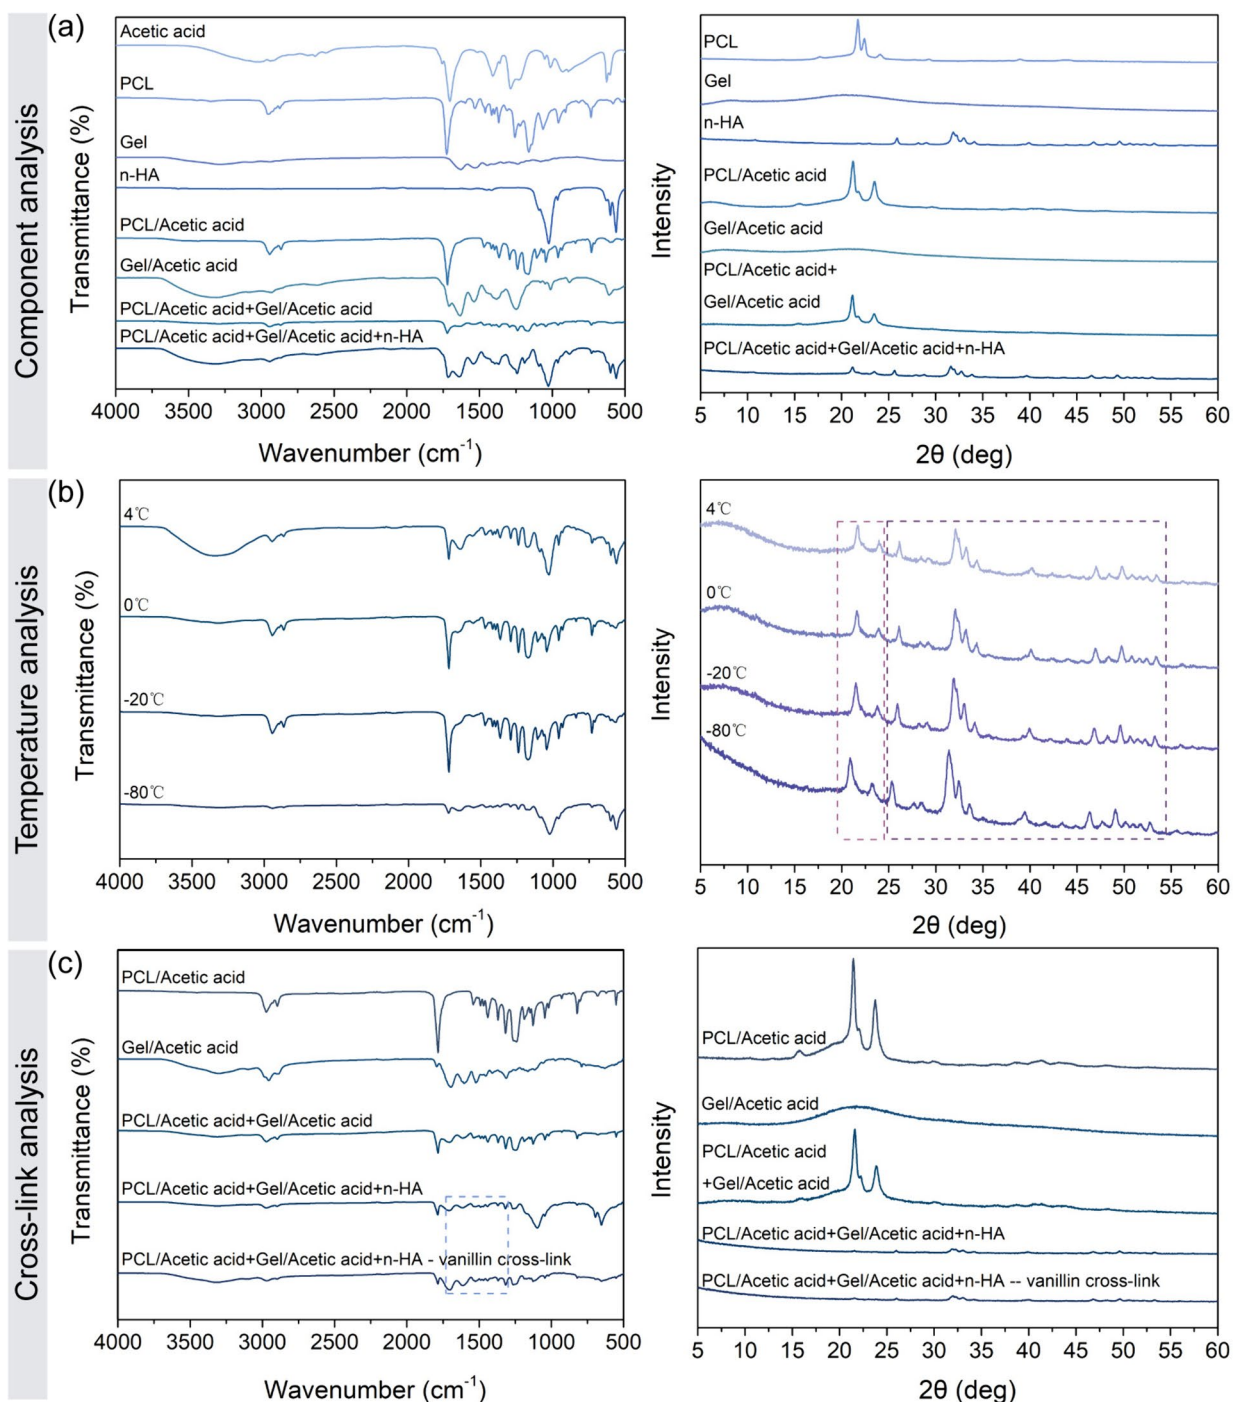 Component analysis
(a)
Transmittance (%)
Acetic acid
PCL
Gel
n-HA
PCL/Acetic acid
Gel/Acetic acid
PCL/Acetic acid+Gel/Acetic acid
PCL/Acetic acid+Gel/Acetic acid+n-HA
4000 3500 3000 2500 2000 1500 1000 500
Wavenumber (cm⁻¹)
Intensity
PCL
Gel
n-HA
PCL/Acetic acid
Gel/Acetic acid
PCL/Acetic acid+
Gel/Acetic acid
PCL/Acetic acid+Gel/Acetic acid+n-HA
5 10 15 20 25 30 35 40 45 50 55 60
2θ (deg)
Temperature analysis
(b)
Transmittance (%)
4℃
0℃
-20℃
-80℃
4000 3500 3000 2500 2000 1500 1000 500
Wavenumber (cm⁻¹)
Intensity
4℃
0℃
-20℃
-80℃
5 10 15 20 25 30 35 40 45 50 55 60
2θ (deg)
Cross-link analysis
(c)
Transmittance (%)
PCL/Acetic acid
Gel/Acetic acid
PCL/Acetic acid+Gel/Acetic acid
PCL/Acetic acid+Gel/Acetic acid+n-HA
PCL/Acetic acid+Gel/Acetic acid+n-HA - vanillin cross-link
4000 3500 3000 2500 2000 1500 1000 500
Wavenumber (cm⁻¹)
Intensity
PCL/Acetic acid
Gel/Acetic acid
PCL/Acetic acid
+Gel/Acetic acid
PCL/Acetic acid+Gel/Acetic acid+n-HA
PCL/Acetic acid+Gel/Acetic acid+n-HA -- vanillin cross-link
5 10 15 20 25 30 35 40 45 50 55 60
2θ (deg)